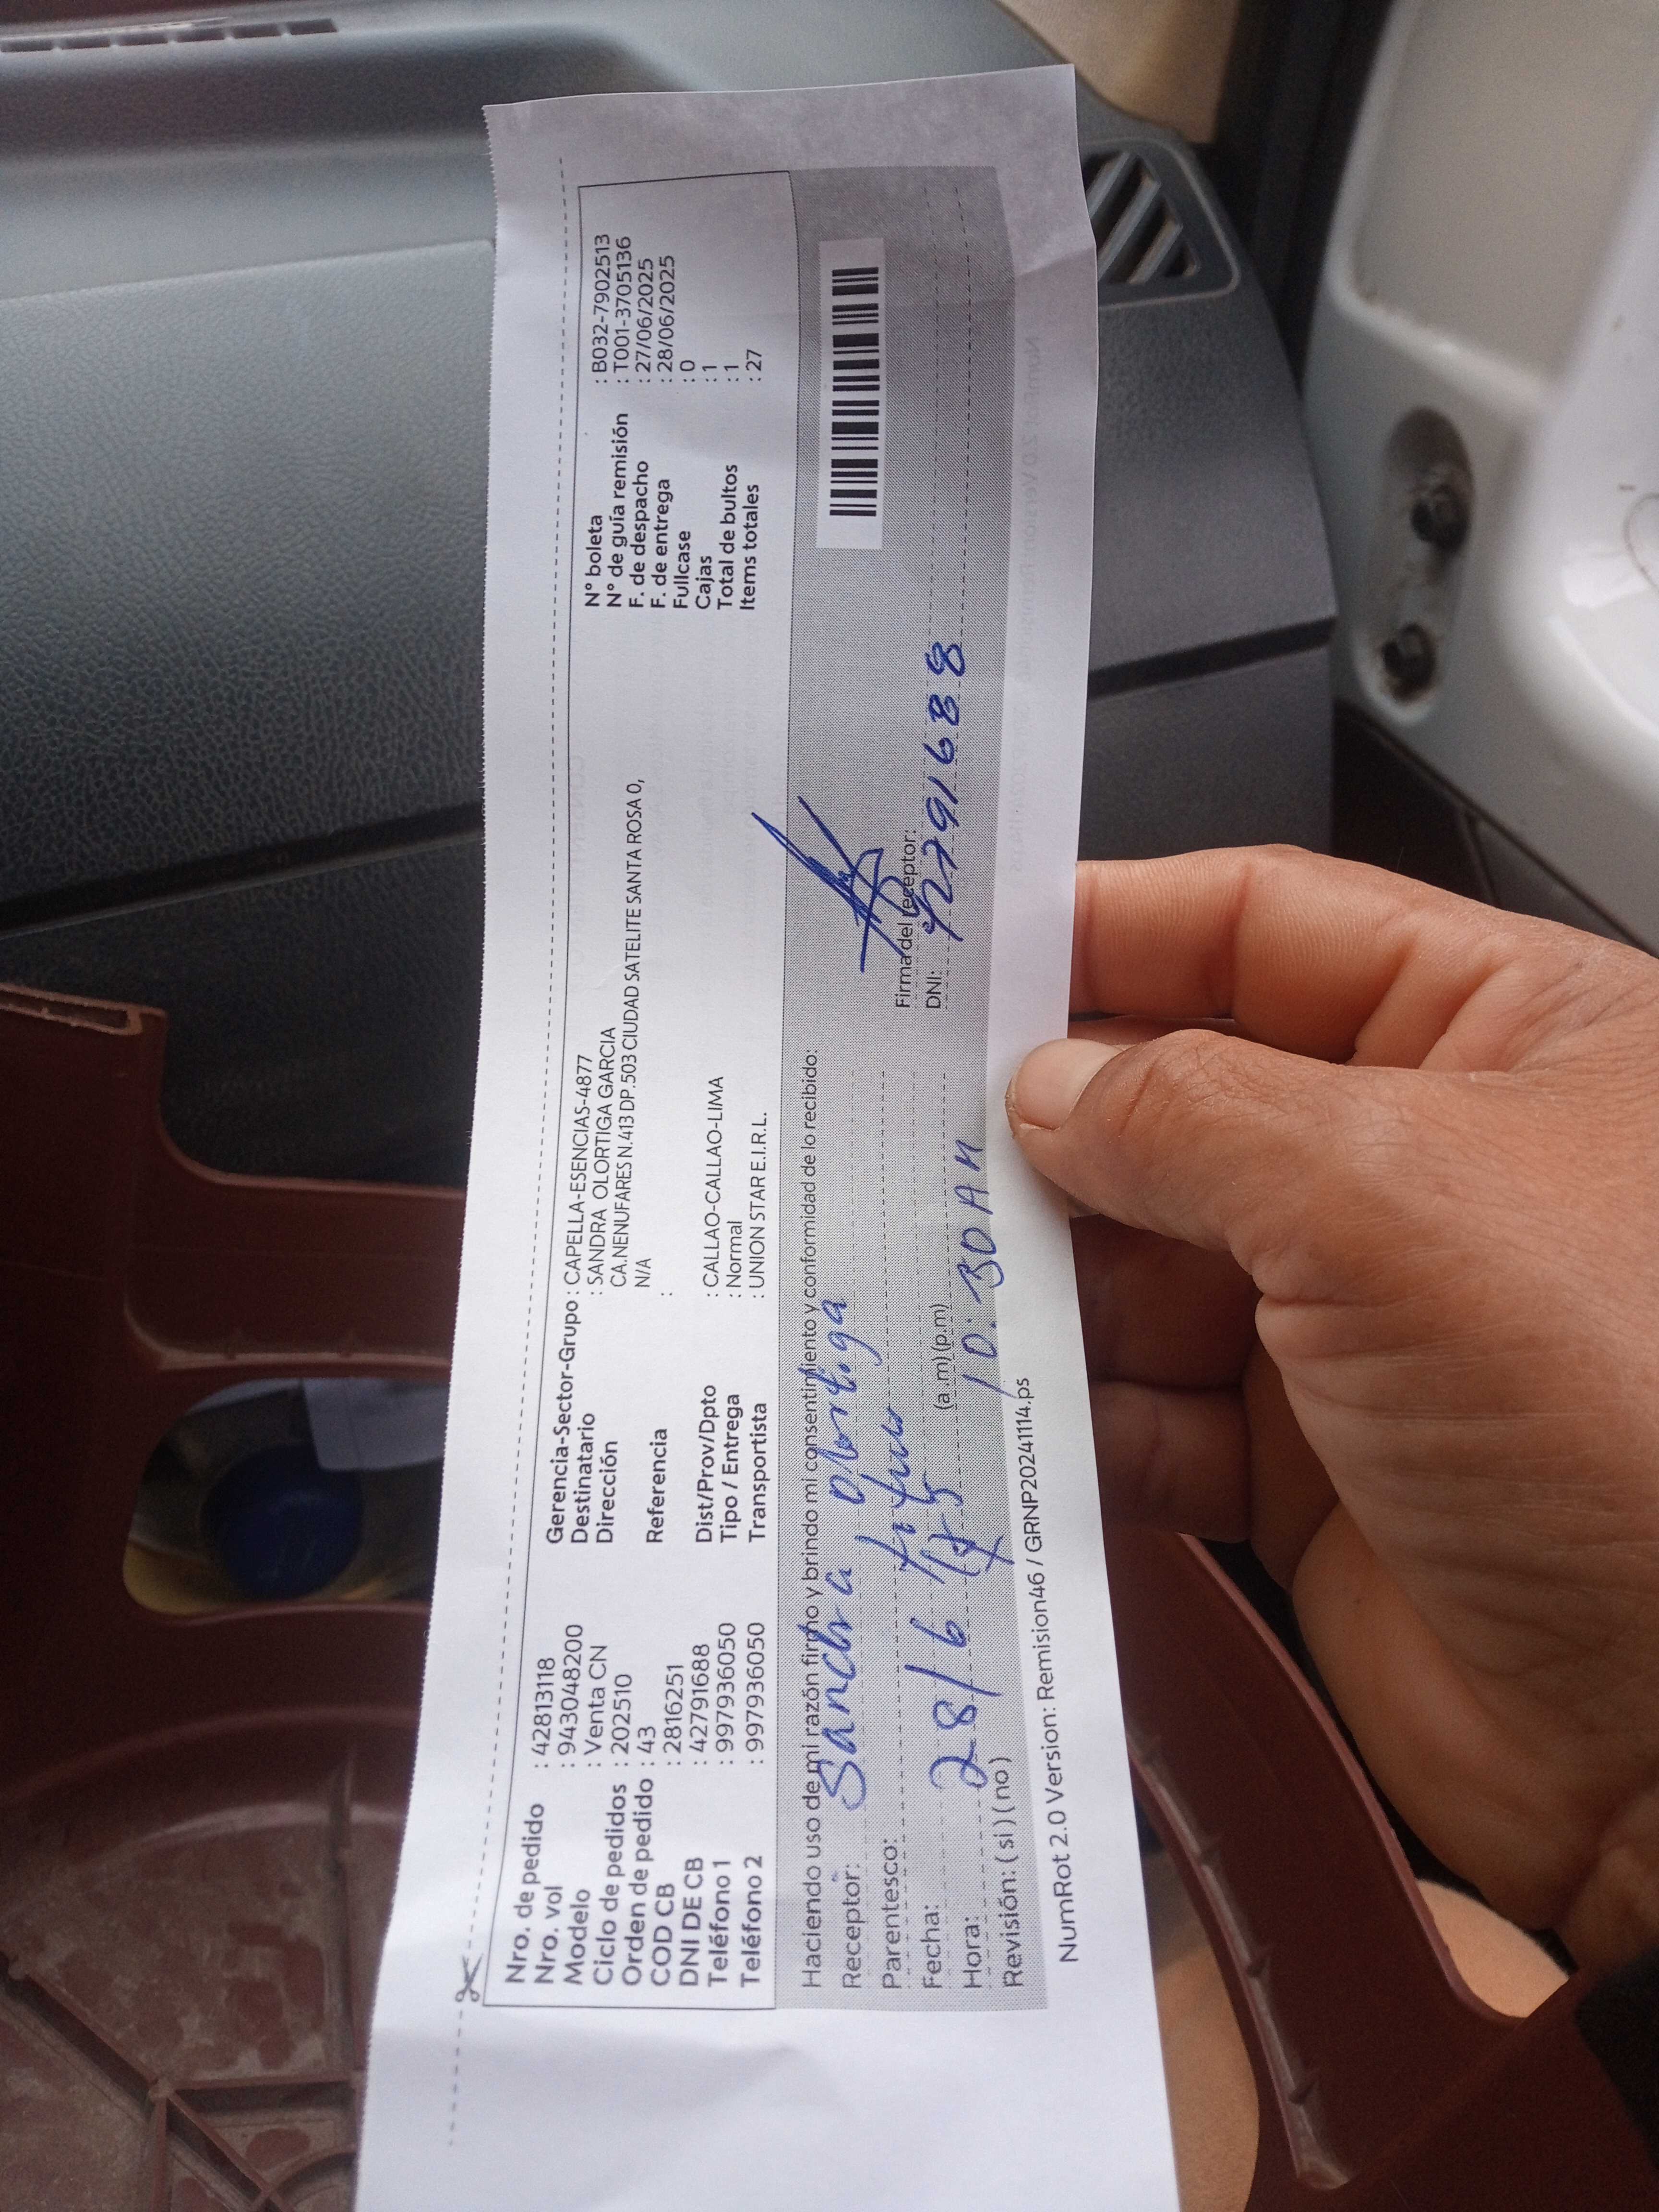 Nro. de pedido : 42813118
Nro. vol : 943048200
Modelo : Venta CN
Ciclo de pedidos : 202510
Orden de pedido : 43
COD CB : 2816251
DNI DE CB : 42791688
Teléfono 1 : 997936050
Teléfono 2 : 997936050
Gerencia-Sector-Grupo : CAPELLA-ESENCIAS-4877
Destinatario : SANDRA OLORTIGA GARCIA
Dirección CA.NENUFARES N.413 DP.503 CIUDAD SATELITE SANTA ROSA 0,
N/A
Referencia :
Dist/Prov/Dpto : CALLAO-CALLAO-LIMA
Tipo / Entrega : Normal
Transportista : UNION STAR E.I.R.L.
N° boleta : B032-7902513
N° de guía remisión : T001-3705136
F. de despacho : 27/06/2025
F. de entrega : 28/06/2025
Fullcase : 0
Cajas : 1
Total de bultos : 1
Items totales : 27
Haciendo uso de mi razón firmo y brindo mi consentimiento y conformidad de lo recibido:
Receptor: Sandra Olortiga
Parentesco:
Fecha: 28/6
Hora: (a.m)(p.m) 10:30 AM
Revisión: ( si ) ( no )
Firma del receptor:
DNI: 42791688
NumRot 2.0 Version: Remision46 / GRNP20241114.ps